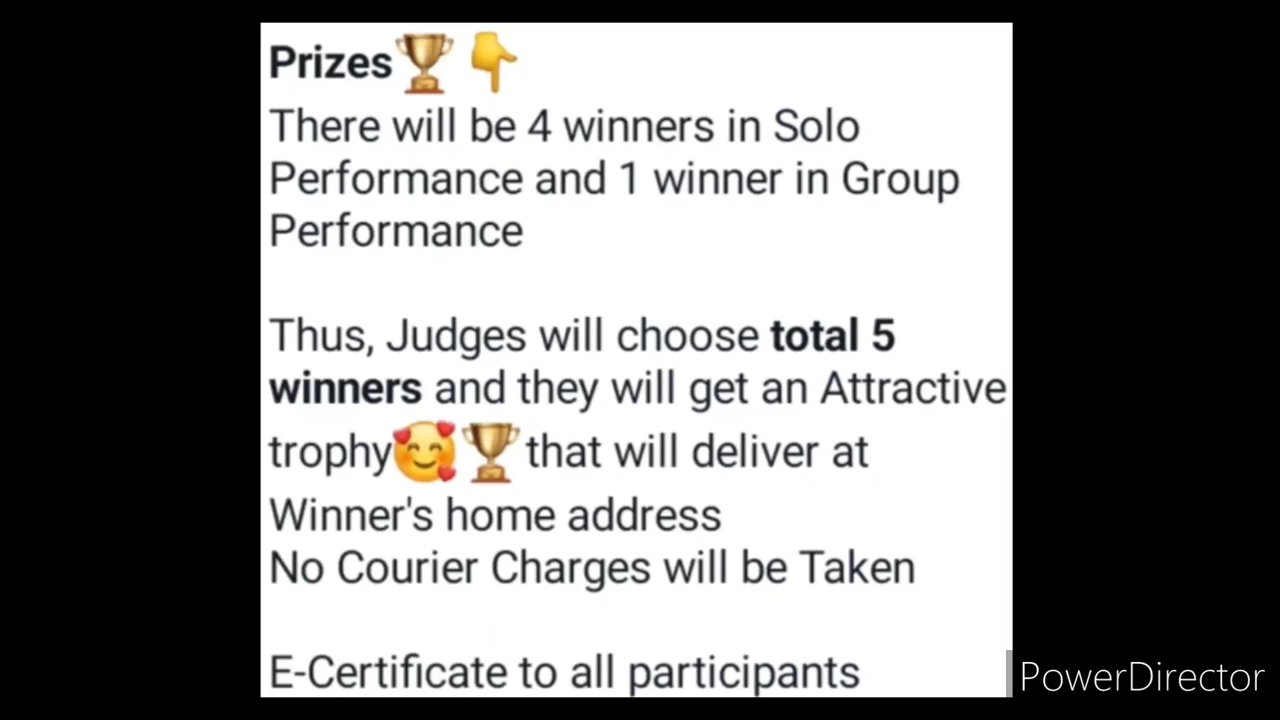 Prizes🏆👇
There will be 4 winners in Solo
Performance and 1 winner in Group
Performance
Thus, Judges will choose total 5
winners and they will get an Attractive
trophy🥰🏆that will deliver at
Winner's home address
No Courier Charges will be Taken
E-Certificate to all participants
PowerDirector